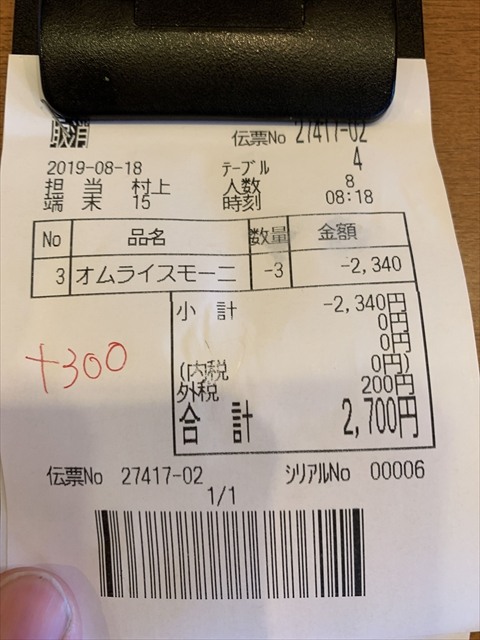 取消
伝票No 27417-02
2019-08-18 テーブル 4
担当 村上 人数 8
端末 15 時刻 08:18
No 品名 数量 金額
3 オムライスモーニ -3 -2,340
小計 -2,340円
0円
0円
(内税 0円)
外税 200円
合計 2,700円
+300
伝票No 27417-02 シリアルNo 00006
1/1